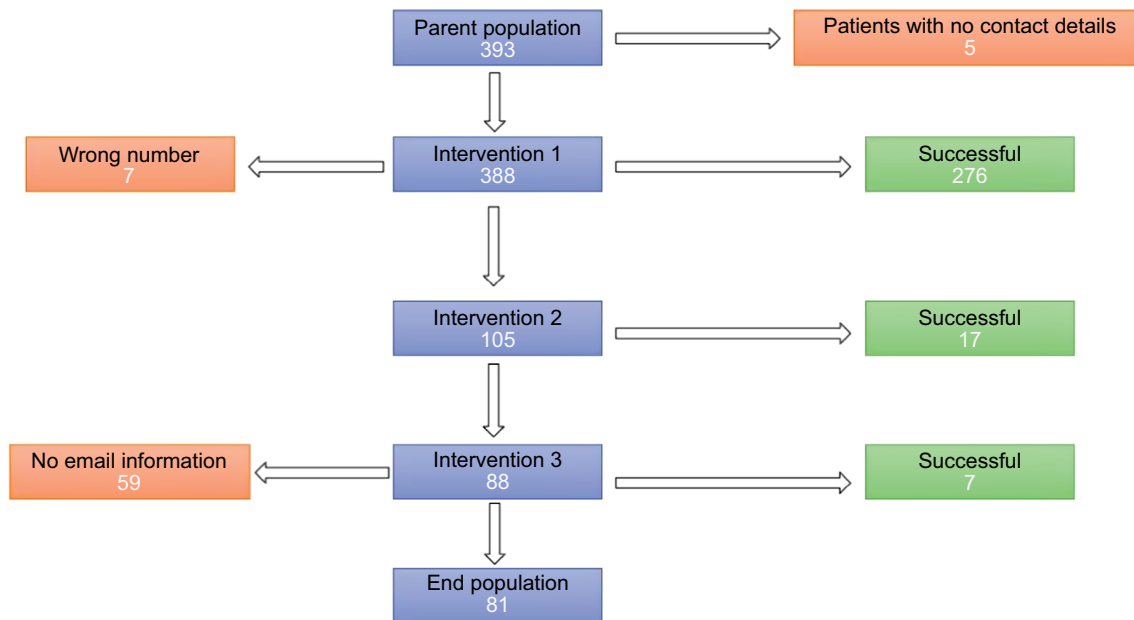 Parent population
393
Patients with no contact details
5
Wrong number
7
Intervention 1
388
Successful
276
Intervention 2
105
Successful
17
No email information
59
Intervention 3
88
Successful
7
End population
81